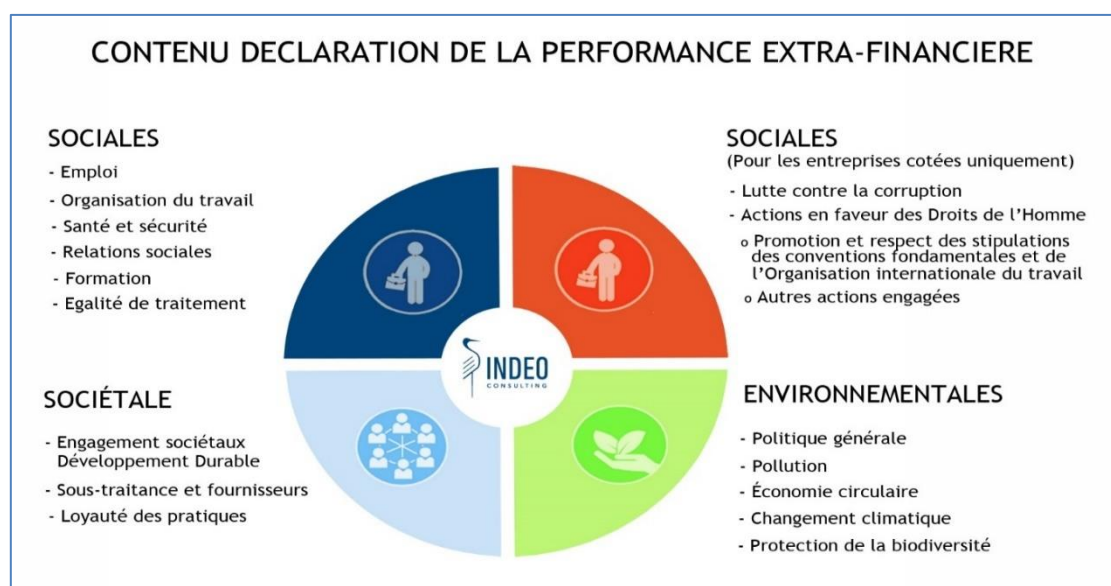 CONTENU DECLARATION DE LA PERFORMANCE EXTRA-FINANCIERE
SOCIALES
- Emploi
- Organisation du travail
- Santé et sécurité
- Relations sociales
- Formation
- Egalité de traitement
SOCIALES
(Pour les entreprises cotées uniquement)
- Lutte contre la corruption
- Actions en faveur des Droits de l'Homme
o Promotion et respect des stipulations
des conventions fondamentales et de
l'Organisation internationale du travail
o Autres actions engagées
INDEO
CONSULTING
SOCIÉTALE
- Engagement sociétaux
Développement Durable
- Sous-traitance et fournisseurs
- Loyauté des pratiques
ENVIRONNEMENTALES
- Politique générale
- Pollution
- Économie circulaire
- Changement climatique
- Protection de la biodiversité